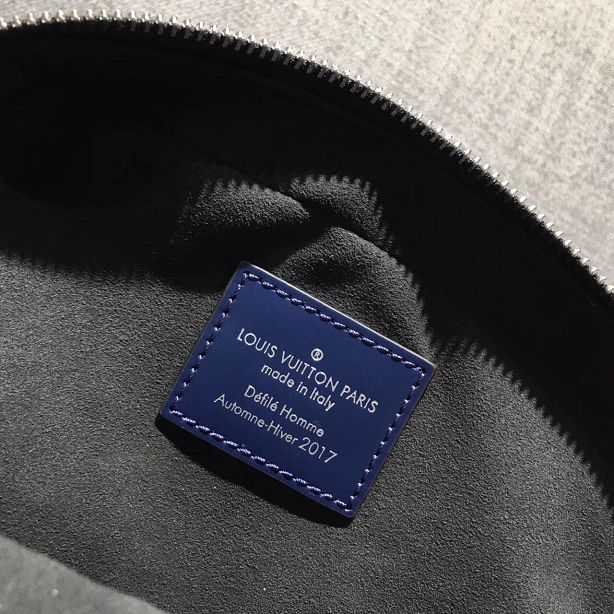 ®
LOUIS VUITTON PARIS
made in Italy
Défilé Homme
Automne-Hiver 2017